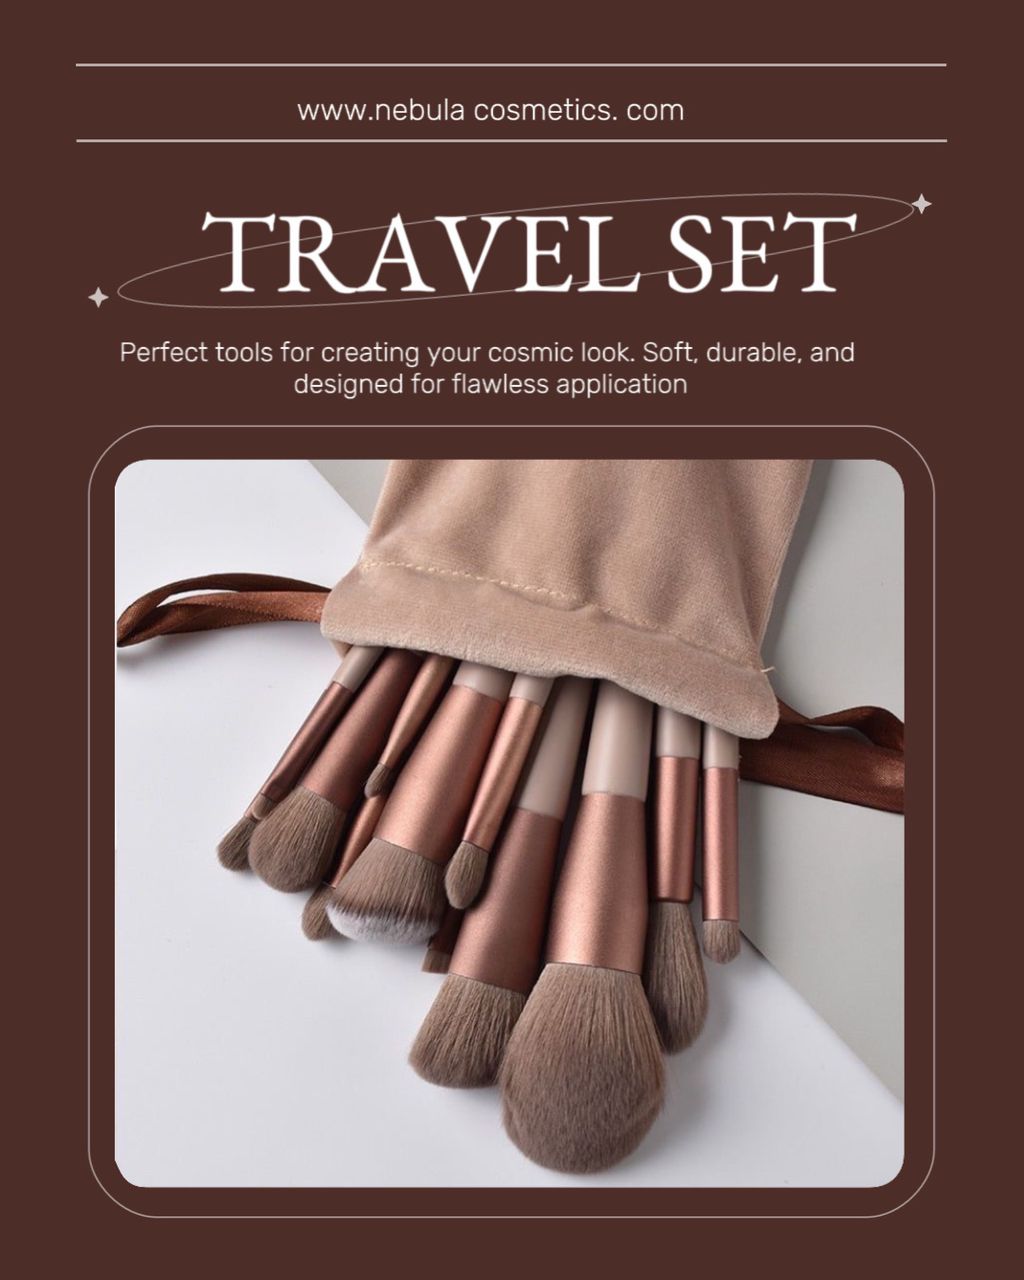 www.nebula cosmetics. com
TRAVEL SET
Perfect tools for creating your cosmic look. Soft, durable, and
designed for flawless application